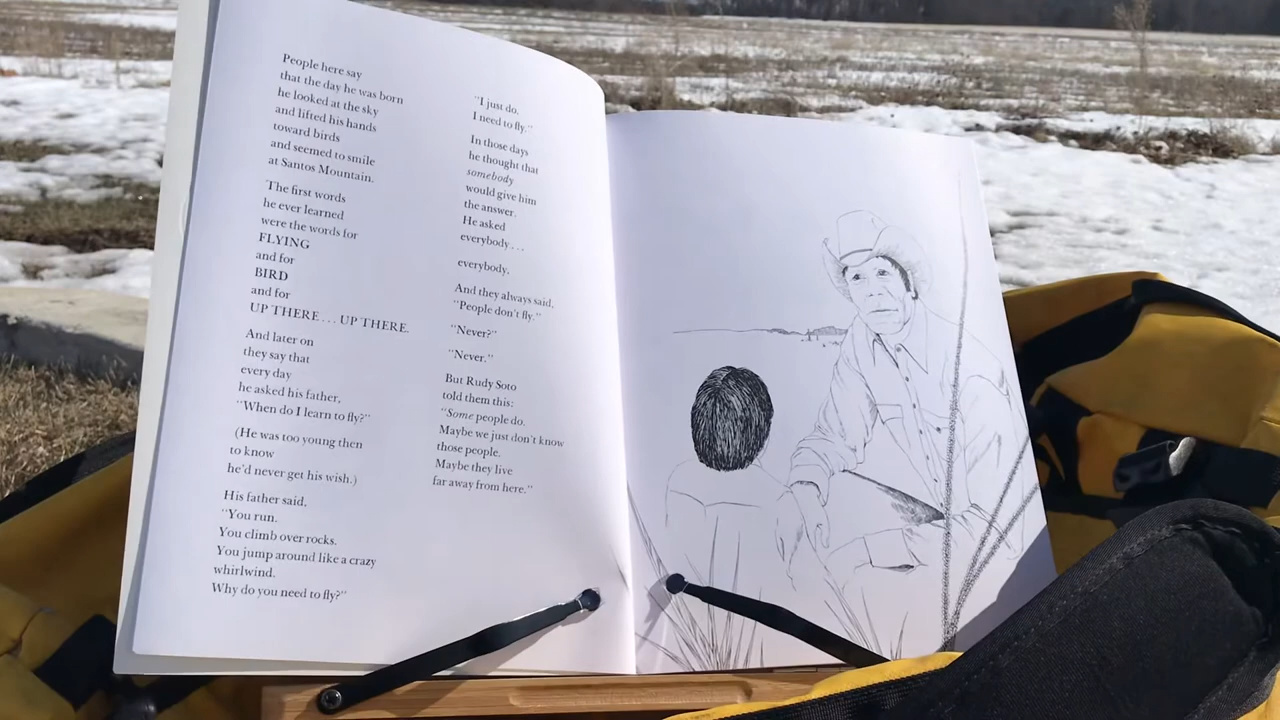 People here say
that the day he was born
he looked at the sky
and lifted his hands
toward birds
and seemed to smile
at Santos Mountain.
The first words
he ever learned
were the words for
FLYING
and for
BIRD
and for
UP THERE . . . UP THERE.
And later on
they say that
every day
he asked his father,
"When do I learn to fly?"
(He was too young then
to know
he'd never get his wish.)
His father said,
"You run.
You climb over rocks.
You jump around like a crazy
whirlwind.
Why do you need to fly?"
"I just do.
I need to fly."
In those days
he thought that
somebody
would give him
the answer.
He asked
everybody . . .
everybody.
And they always said,
"People don't fly."
"Never?"
"Never."
But Rudy Soto
told them this:
"Some people do.
Maybe we just don't know
those people.
Maybe they live
far away from here."